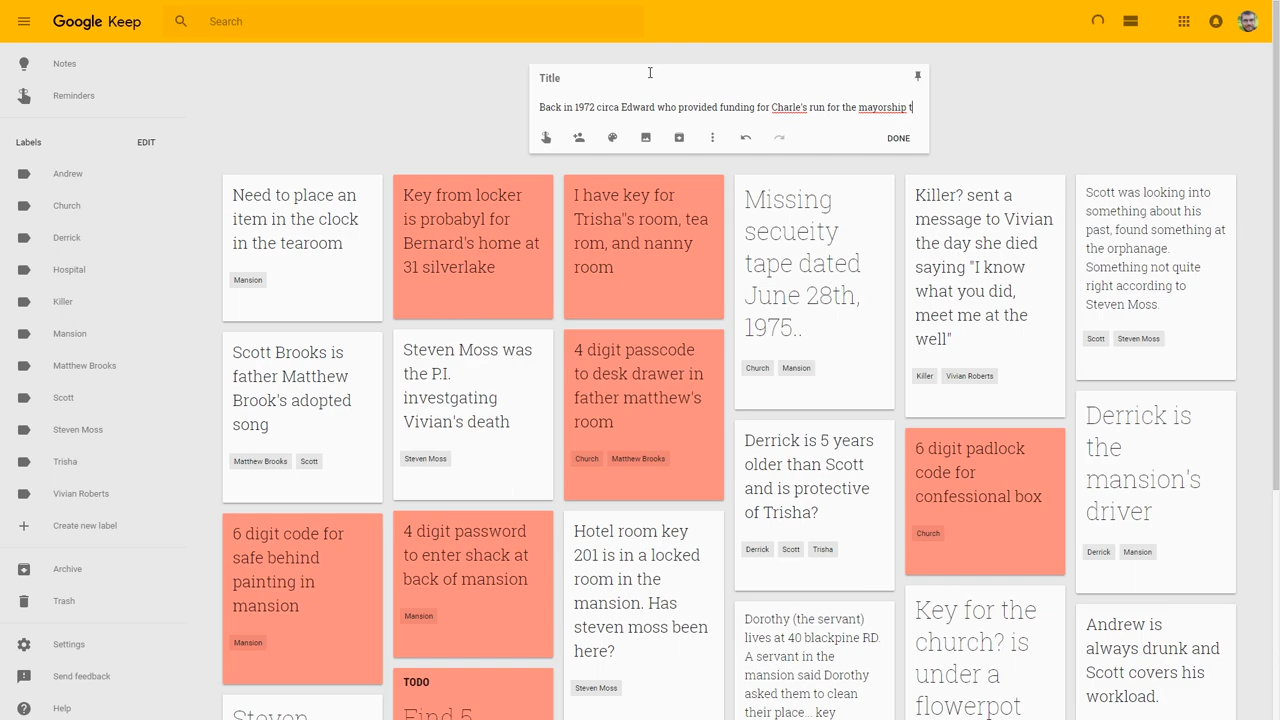 Google Keep
Search
Notes
Reminders
Labels
EDIT
Andrew
Church
Derrick
Hospital
Killer
Mansion
Matthew Brooks
Scott
Steven Moss
Trisha
Vivian Roberts
Create new label
Archive
Trash
Settings
Send feedback
Help
Title
Back in 1972 circa Edward who provided funding for Charle's run for the mayorship t
DONE
Need to place an
item in the clock
in the tearoom
Mansion
Scott Brooks is
father Matthew
Brook's adopted
song
Matthew Brooks
Scott
6 digit code for
safe behind
painting in
mansion
Mansion
Steven
Key from locker
is probabyl for
Bernard's home at
31 silverlake
Steven Moss was
the P.I.
investgating
Vivian's death
Steven Moss
4 digit password
to enter shack at
back of mansion
Mansion
TODO
Find 5
I have key for
Trisha"s room, tea
rom, and nanny
room
4 digit passcode
to desk drawer in
father matthew's
room
Church
Matthew Brooks
Hotel room key
201 is in a locked
room in the
mansion. Has
steven moss been
here?
Steven Moss
Missing
secueity
tape dated
June 28th,
1975..
Church
Mansion
Derrick is 5 years
older than Scott
and is protective
of Trisha?
Derrick
Scott
Trisha
Dorothy (the servant)
lives at 40 blackpine RD.
A servant in the
mansion said Dorothy
asked them to clean
their place... key
Killer? sent a
message to Vivian
the day she died
saying "I know
what you did,
meet me at the
well"
Killer
Vivian Roberts
6 digit padlock
code for
confessional box
Church
Key for the
church? is
under a
flowerpot
Scott was looking into
something about his
past, found something at
the orphanage.
Something not quite
right according to
Steven Moss.
Scott
Steven Moss
Derrick is
the
mansion's
driver
Derrick
Mansion
Andrew is
always drunk and
Scott covers his
workload.